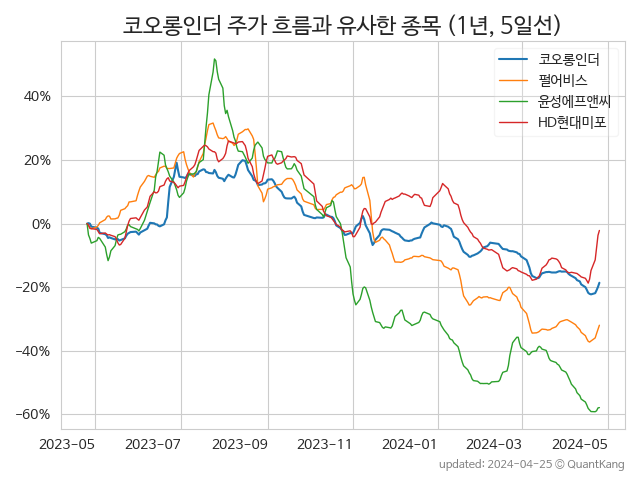 코오롱인더 주가 흐름과 유사한 종목 (1년, 5일선)
코오롱인더
펄어비스
윤성에프앤씨
HD현대미포
40%
20%
0%
−20%
−40%
−60%
2023-05 2023-07 2023-09 2023-11 2024-01 2024-03 2024-05
updated: 2024-04-25 © QuantKang